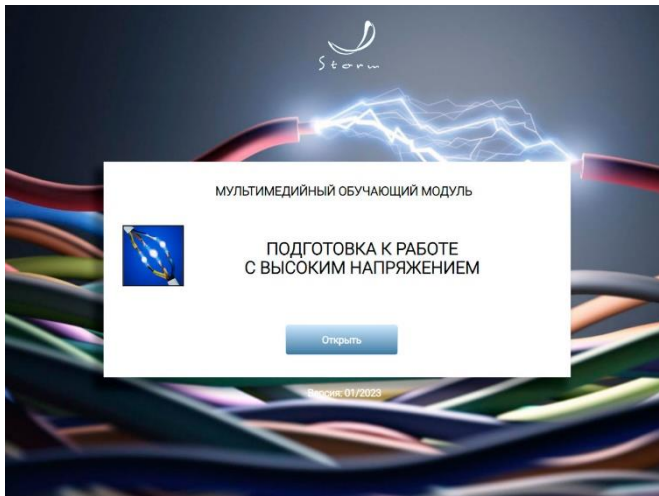 Storm
МУЛЬТИМЕДИЙНЫЙ ОБУЧАЮЩИЙ МОДУЛЬ
ПОДГОТОВКА К РАБОТЕ
С ВЫСОКИМ НАПРЯЖЕНИЕМ
Открыть
Версия: 01/2023